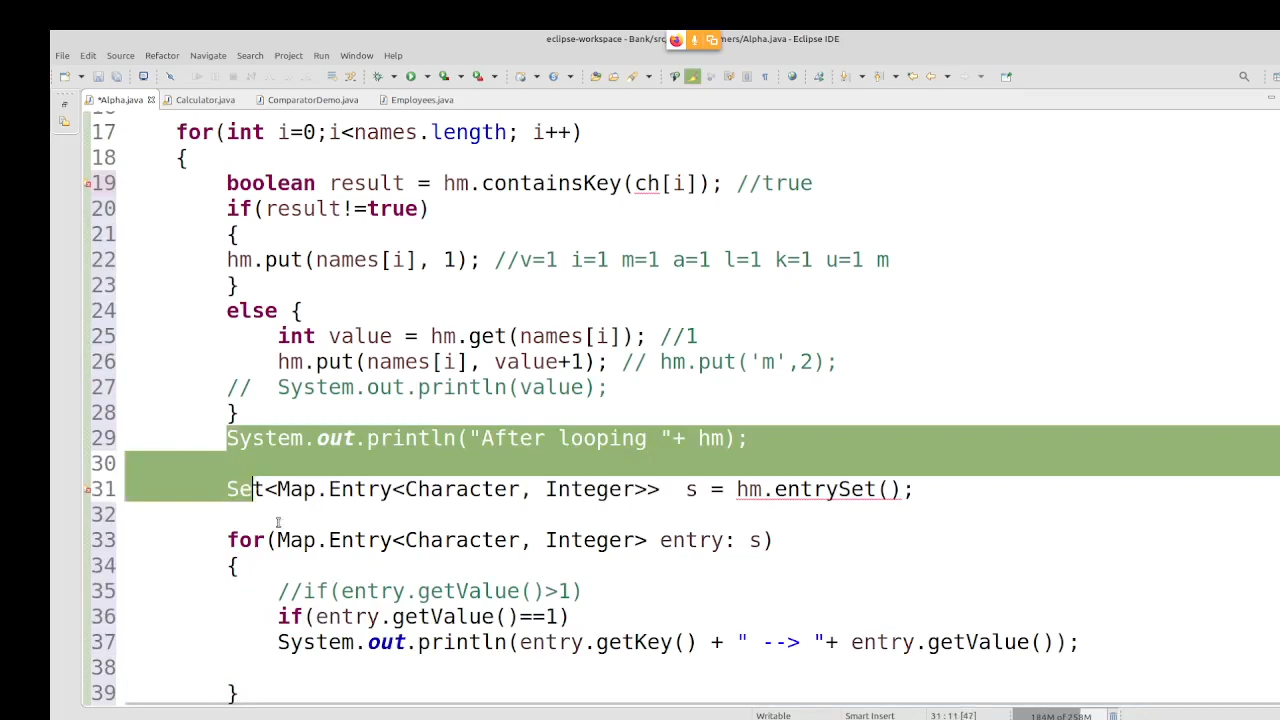 eclipse-workspace - Bank/src mers/Alpha.java - Eclipse IDE
File Edit Source Refactor Navigate Search Project Run Window Help
*Alpha.java Calculator.java ComparatorDemo.java Employees.java
17 for(int i=0;i<names.length; i++)
18 {
19 boolean result = hm.containsKey(ch[i]); //true
20 if(result!=true)
21 {
22 hm.put(names[i], 1); //v=1 i=1 m=1 a=1 l=1 k=1 u=1 m
23 }
24 else {
25 int value = hm.get(names[i]); //1
26 hm.put(names[i], value+1); // hm.put('m',2);
27 // System.out.println(value);
28 }
29 System.out.println("After looping "+ hm);
30
31 Set<Map.Entry<Character, Integer>> s = hm.entrySet();
32
33 for(Map.Entry<Character, Integer> entry: s)
34 {
35 //if(entry.getValue()>1)
36 if(entry.getValue()==1)
37 System.out.println(entry.getKey() + " --> "+ entry.getValue());
38
39 }
Writable Smart Insert 31 : 11 [47] 184M of 258M